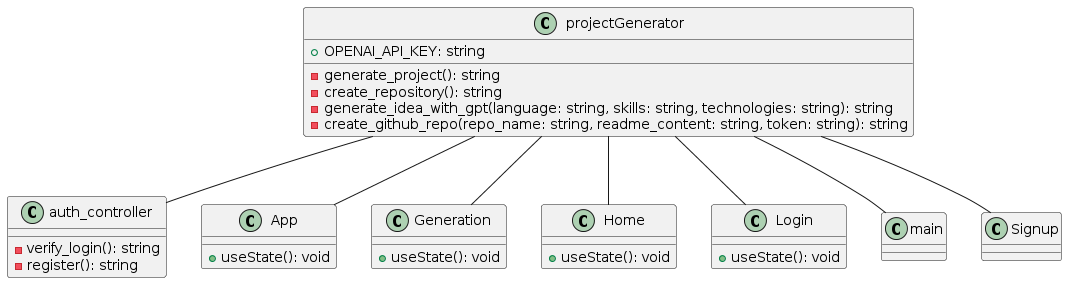 C projectGenerator
OPENAI_API_KEY: string
generate_project(): string
create_repository(): string
generate_idea_with_gpt(language: string, skills: string, technologies: string): string
create_github_repo(repo_name: string, readme_content: string, token: string): string
C auth_controller
verify_login(): string
register(): string
C App
useState(): void
C Generation
useState(): void
C Home
useState(): void
C Login
useState(): void
C main
C Signup